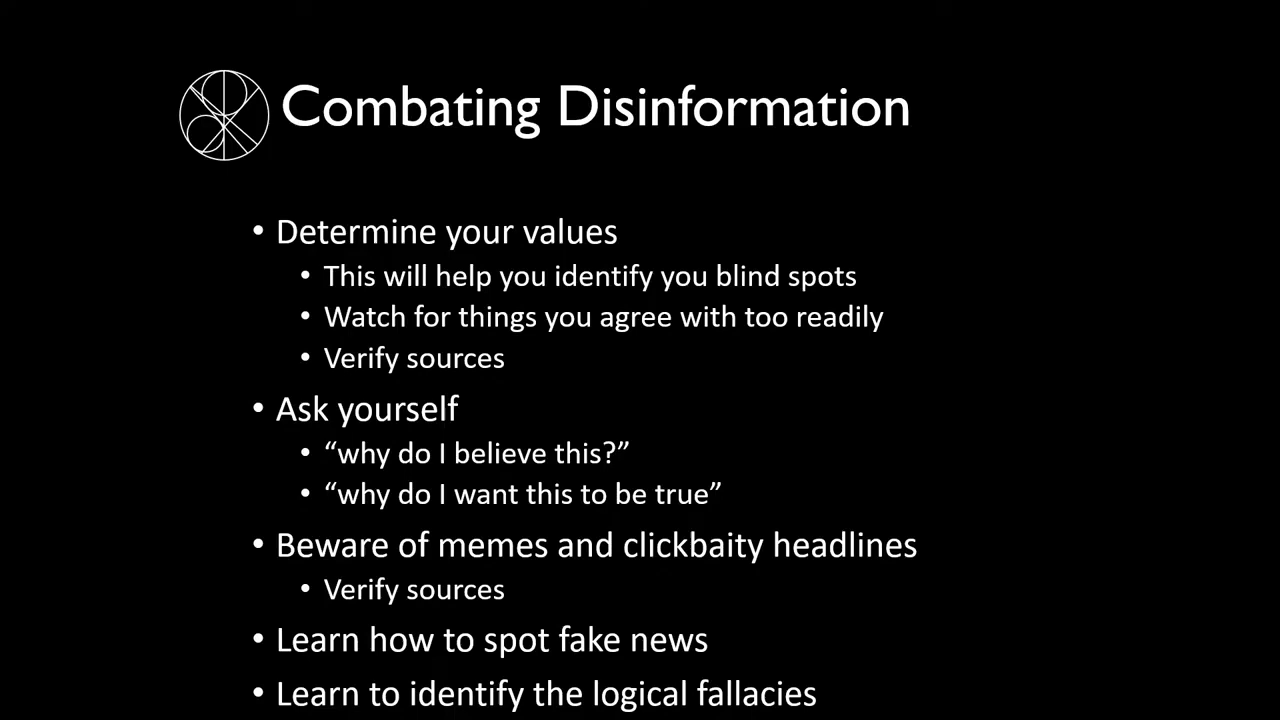 Combating Disinformation
• Determine your values
• This will help you identify you blind spots
• Watch for things you agree with too readily
• Verify sources
• Ask yourself
• “why do I believe this?”
• “why do I want this to be true”
• Beware of memes and clickbaity headlines
• Verify sources
• Learn how to spot fake news
• Learn to identify the logical fallacies